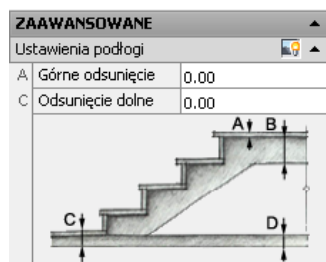 ZAAWANSOWANE
Ustawienia podłogi
A Górne odsunięcie 0.00
C Odsunięcie dolne 0.00
A B
C D